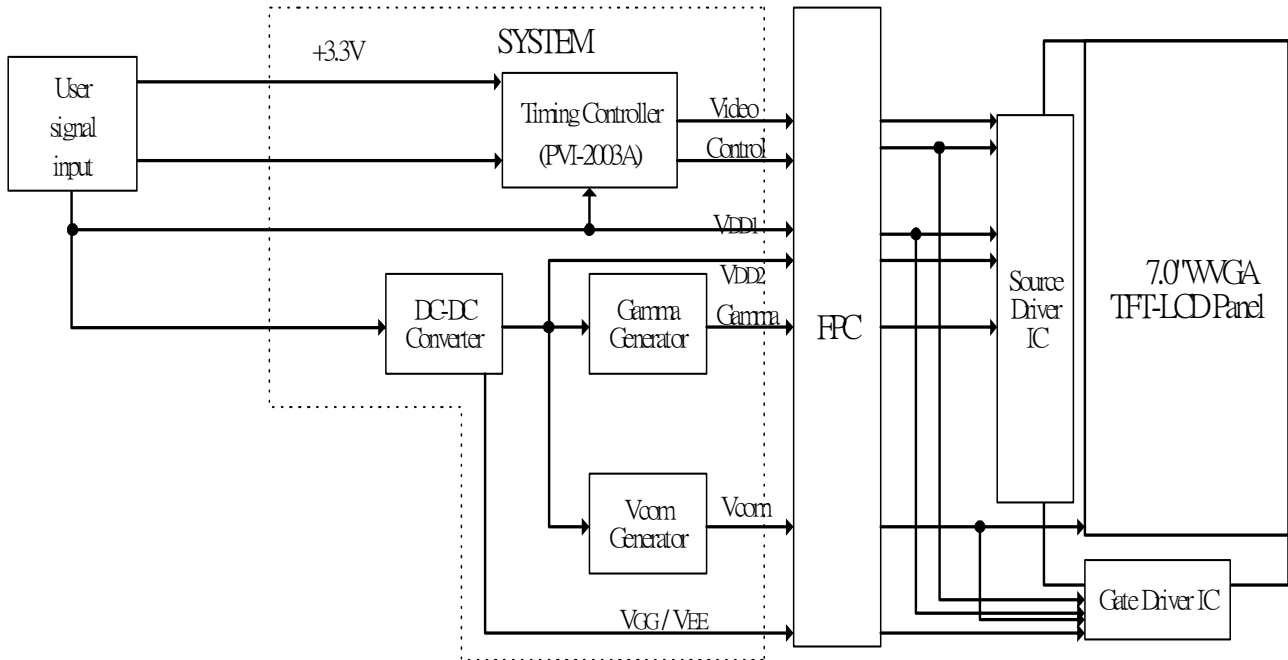 SYSTEM
+3.3V
User
signal
input
Timing Controller
(PVI-2003A)
Video
Control
VDD1
VDD2
DC-DC
Converter
Gamma
Generator
Gamma
FPC
Source
Driver
IC
7.0"WVGA
TFT-LCD Panel
Vcom
Generator
Vcom
VGG / VEE
Gate Driver IC